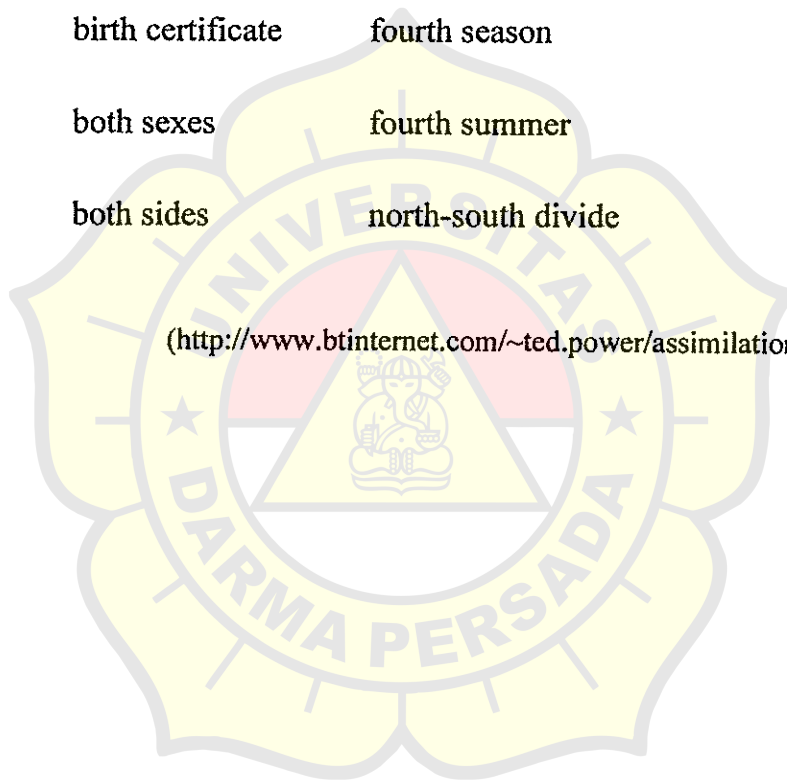 birth certificate fourth season
both sexes fourth summer
both sides north-south divide
(http://www.btinternet.com/~ted.power/assimilation
UNIVERSITAS
DARMA PERSADA